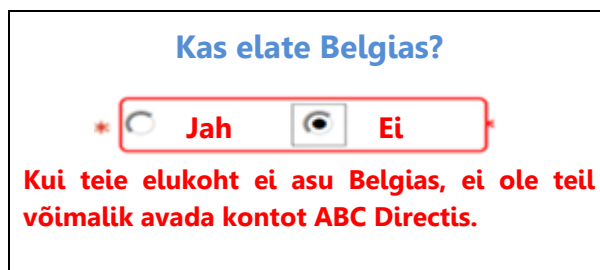 Kas elate Belgias?
* Jah Ei *
Kui teie elukoht ei asu Belgias, ei ole teil
võimalik avada kontot ABC Directis.